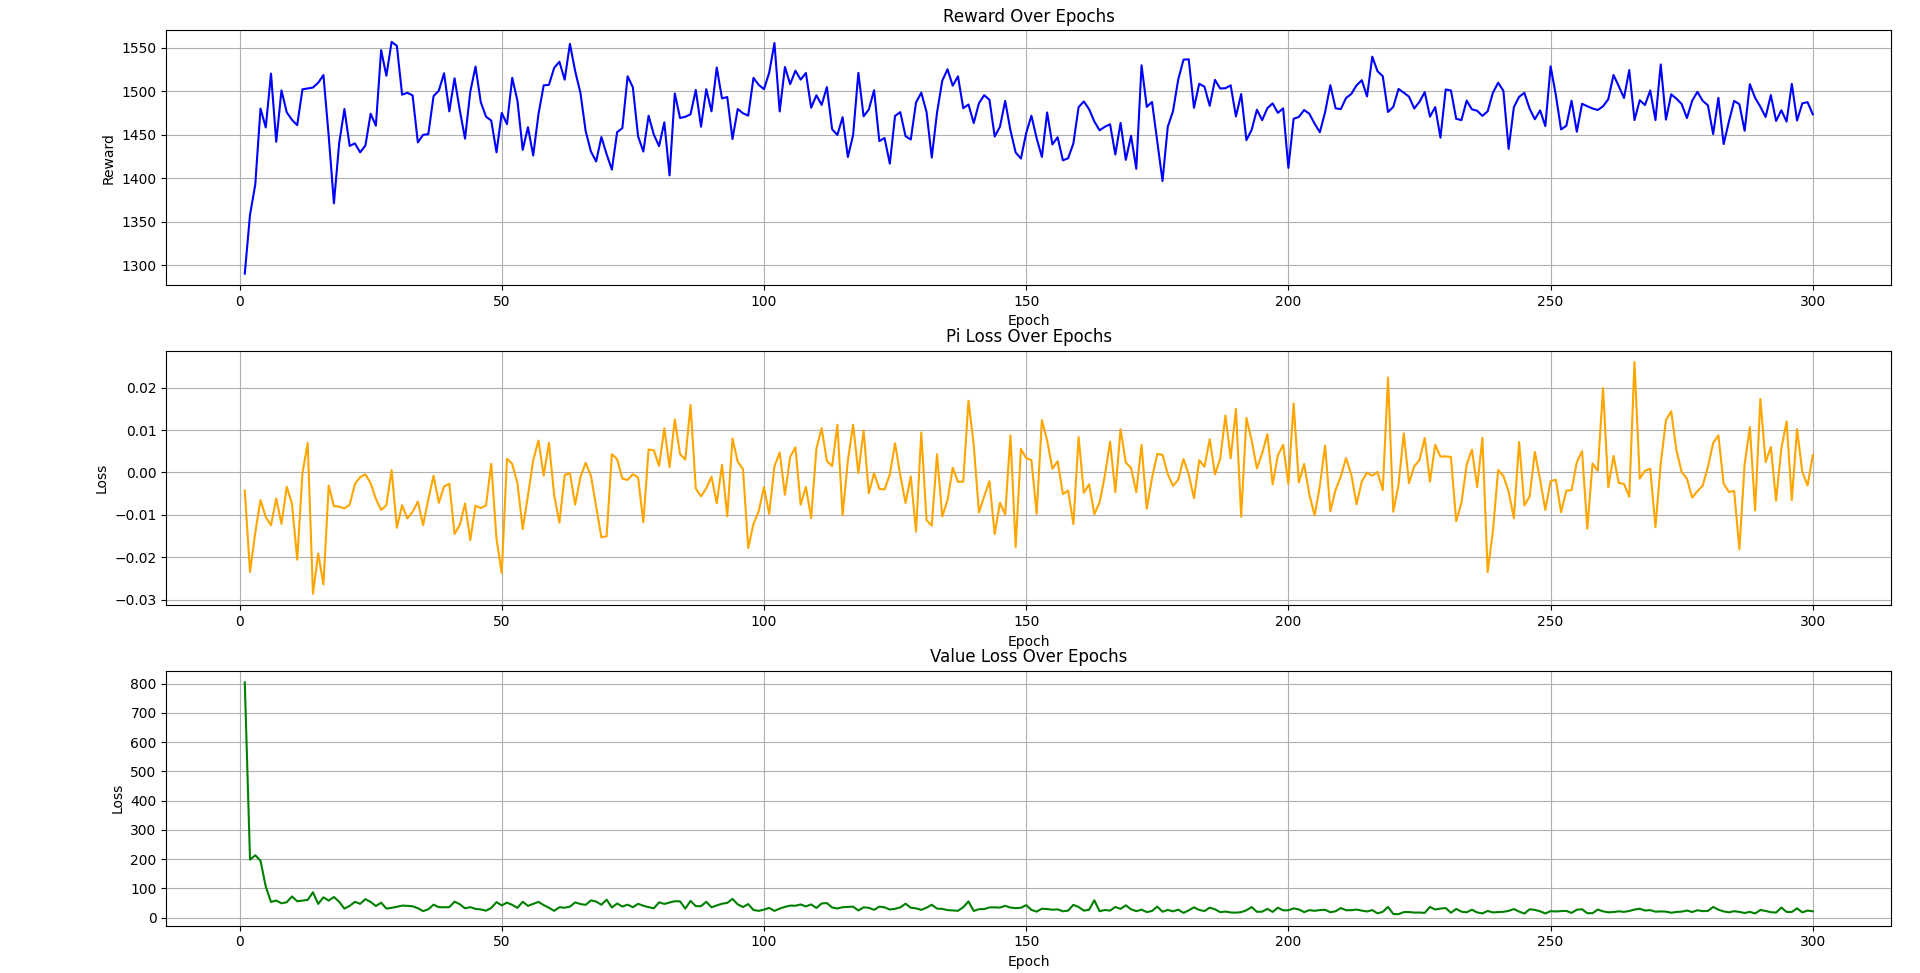 Reward Over Epochs
1550
1500
1450
1400
1350
1300
Reward
0 50 100 150 200 250 300
Epoch
Pi Loss Over Epochs
0.02
0.01
0.00
−0.01
−0.02
−0.03
Loss
0 50 100 150 200 250 300
Epoch
Value Loss Over Epochs
800
700
600
500
400
300
200
100
0
Loss
0 50 100 150 200 250 300
Epoch